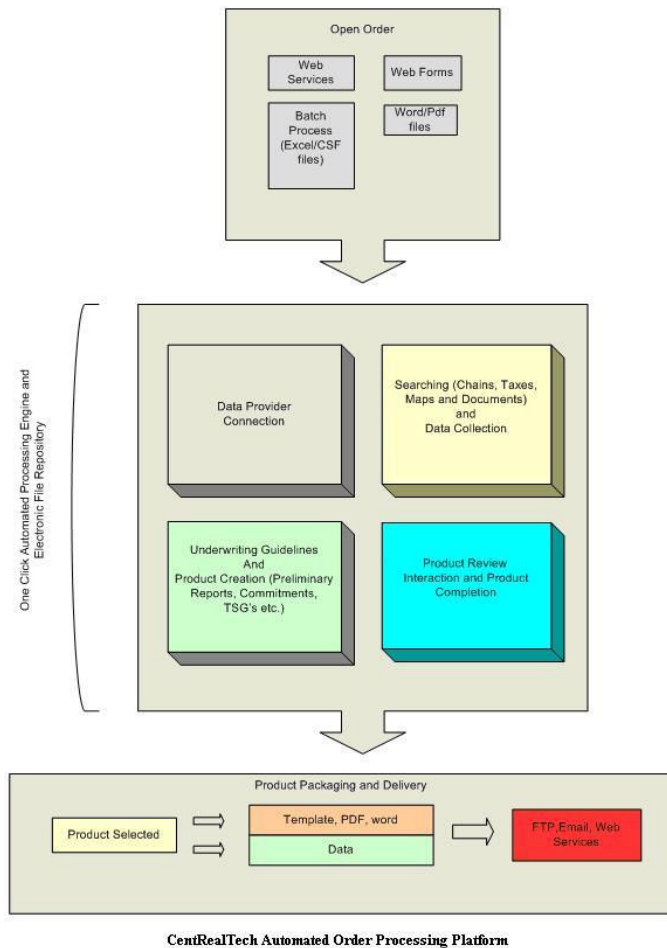 Open Order
Web
Services
Web Forms
Batch
Process
(Excel/CSF
files)
Word/Pdf
files
One Click Automated Processing Engine and
Electronic File Repository
Data Provider
Connection
Searching (Chains, Taxes,
Maps and Documents)
and
Data Collection
Underwriting Guidelines
And
Product Creation (Preliminary
Reports, Commitments,
TSG's etc.)
Product Review
Interaction and Product
Completion
Product Packaging and Delivery
Product Selected
Template, PDF, word
Data
FTP,Email, Web
Services
CentRealTech Automated Order Processing Platform